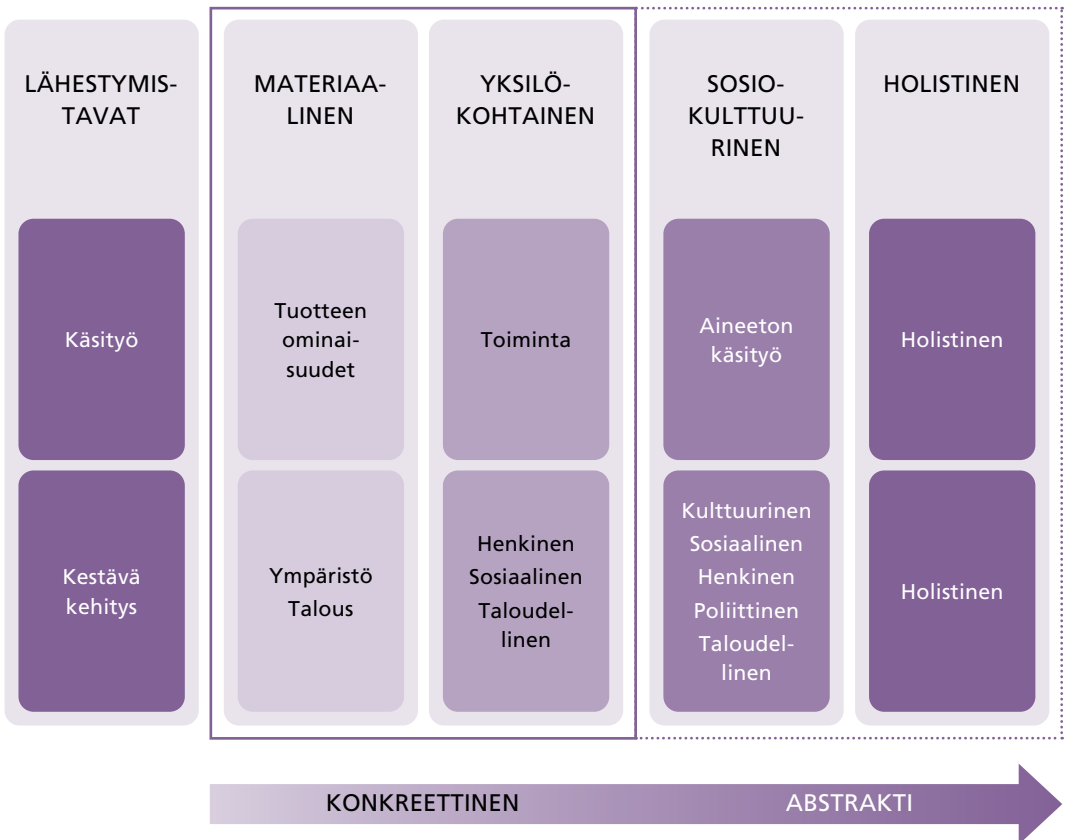 LÄHESTYMIS-
TAVAT
MATERIAA-
LINEN
YKSILÖ-
KOHTAINEN
SOSIO-
KULTTUU-
RINEN
HOLISTINEN
Käsityö
Tuotteen
ominai-
suudet
Toiminta
Aineeton
käsityö
Holistinen
Kestävä
kehitys
Ympäristö
Talous
Henkinen
Sosiaalinen
Taloudel-
linen
Kulttuurinen
Sosiaalinen
Henkinen
Poliittinen
Taloudel-
linen
Holistinen
KONKREETTINEN
ABSTRAKTI